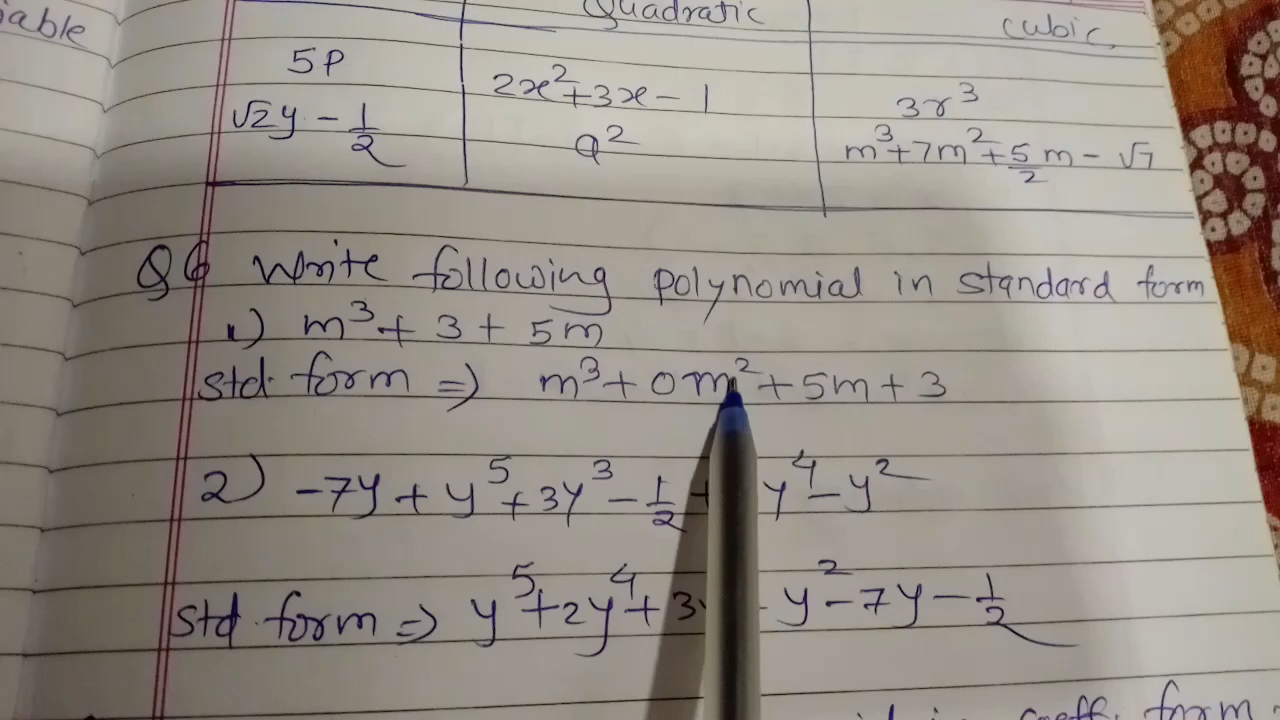 Quadratic cubic
5P 2x²+3x-1 3r³
√2y - 1/2 a² m³+7m²+5/2 m-√7
Q6 Write following polynomial in standard form
1) m³+3+5m
Std. form ⇒ m³+0m²+5m+3
2) -7y+y⁵+3y³-1/2+ y⁴-y²
Std. form ⇒ y⁵+2y⁴+3 y²-7y-1/2
coeff. form